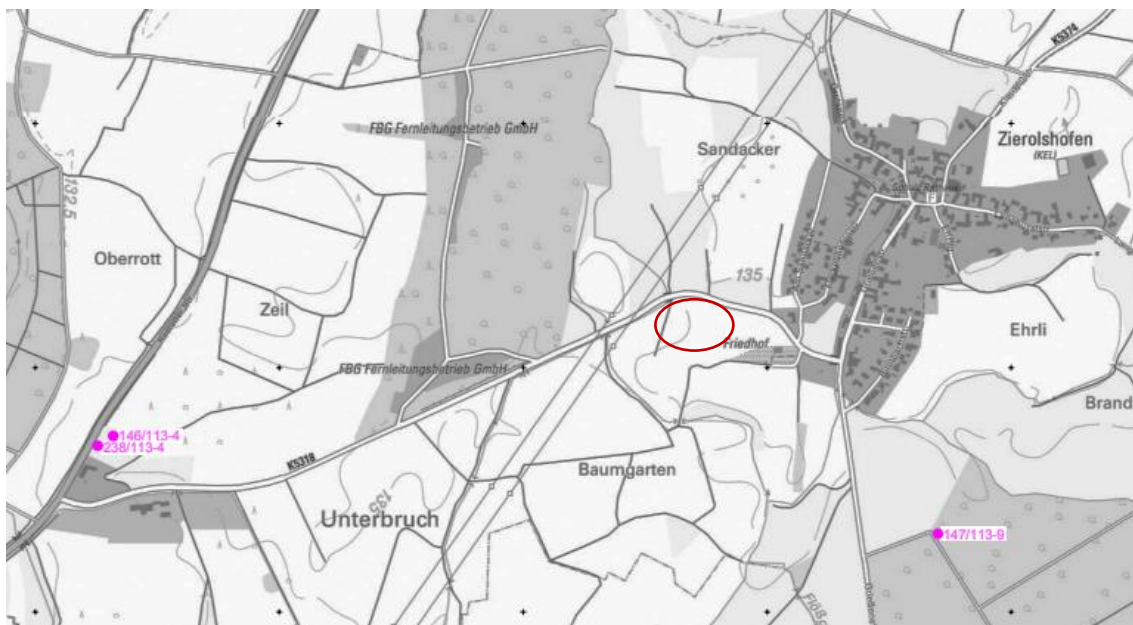 K5374
FBG Fernleitungsbetrieb GmbH
Sandacker
Zierolshofen
(KEL)
132.5
F
Oberrott
135
Zeil
Ehrli
Friedhof
FBG Fernleitungsbetrieb GmbH
Brand
146/113-4
238/113-4
K5318
Baumgarten
135
Unterbruch
147/113-9